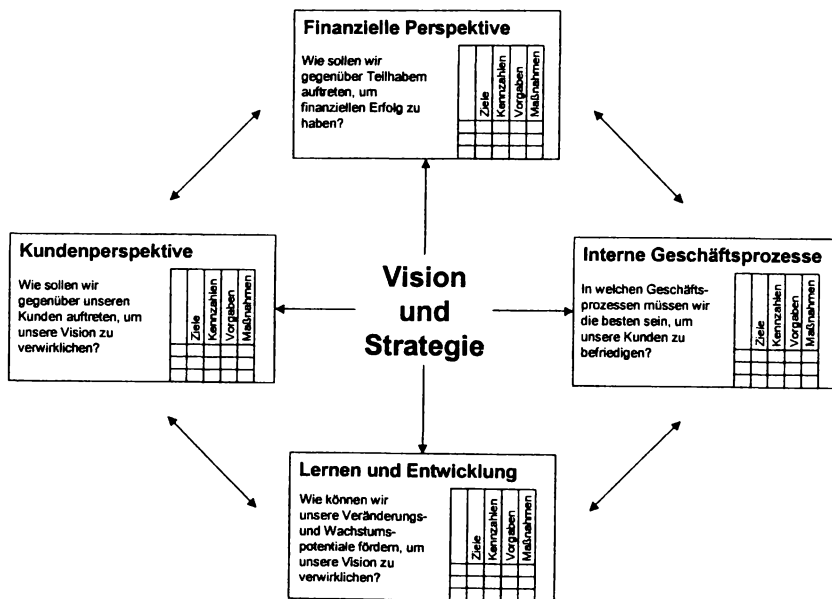 Finanzielle Perspektive
Wie sollen wir
gegenüber Teilhabern
auftreten, um
finanziellen Erfolg zu
haben?
Ziele
Kennzahlen
Vorgaben
Maßnahmen
Kundenperspektive
Wie sollen wir
gegenüber unseren
Kunden auftreten, um
unsere Vision zu
verwirklichen?
Ziele
Kennzahlen
Vorgaben
Maßnahmen
Vision
und
Strategie
Interne Geschäftsprozesse
In welchen Geschäfts-
prozessen müssen wir
die besten sein, um
unsere Kunden zu
befriedigen?
Ziele
Kennzahlen
Vorgaben
Maßnahmen
Lernen und Entwicklung
Wie können wir
unsere Veränderungs-
und Wachstums-
potentiale fördern, um
unsere Vision zu
verwirklichen?
Ziele
Kennzahlen
Vorgaben
Maßnahmen